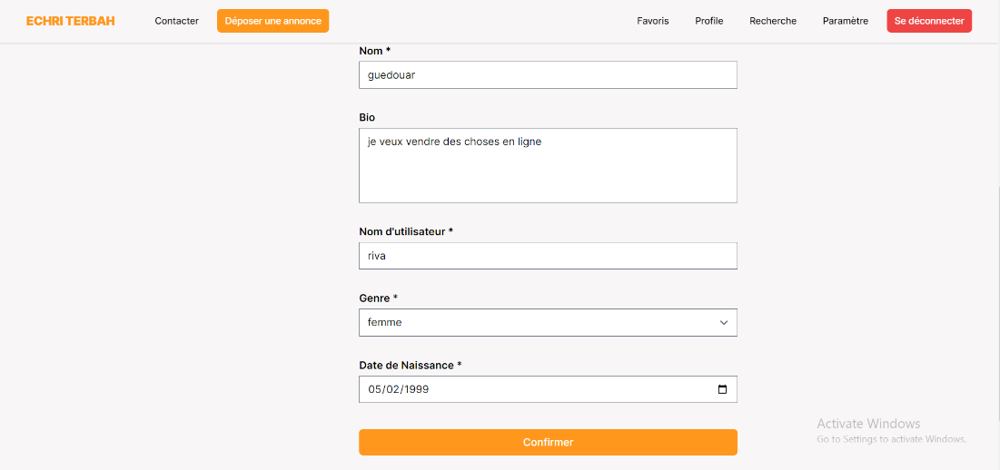 ECHRI TERBAH Contacter Déposer une annonce Favoris Profile Recherche Paramètre Se déconnecter
Nom *
guedouar
Bio
je veux vendre des choses en ligne
Nom d'utilisateur *
riva
Genre *
femme
Date de Naissance *
05/02/1999
Confirmer
Activate Windows
Go to Settings to activate Windows.